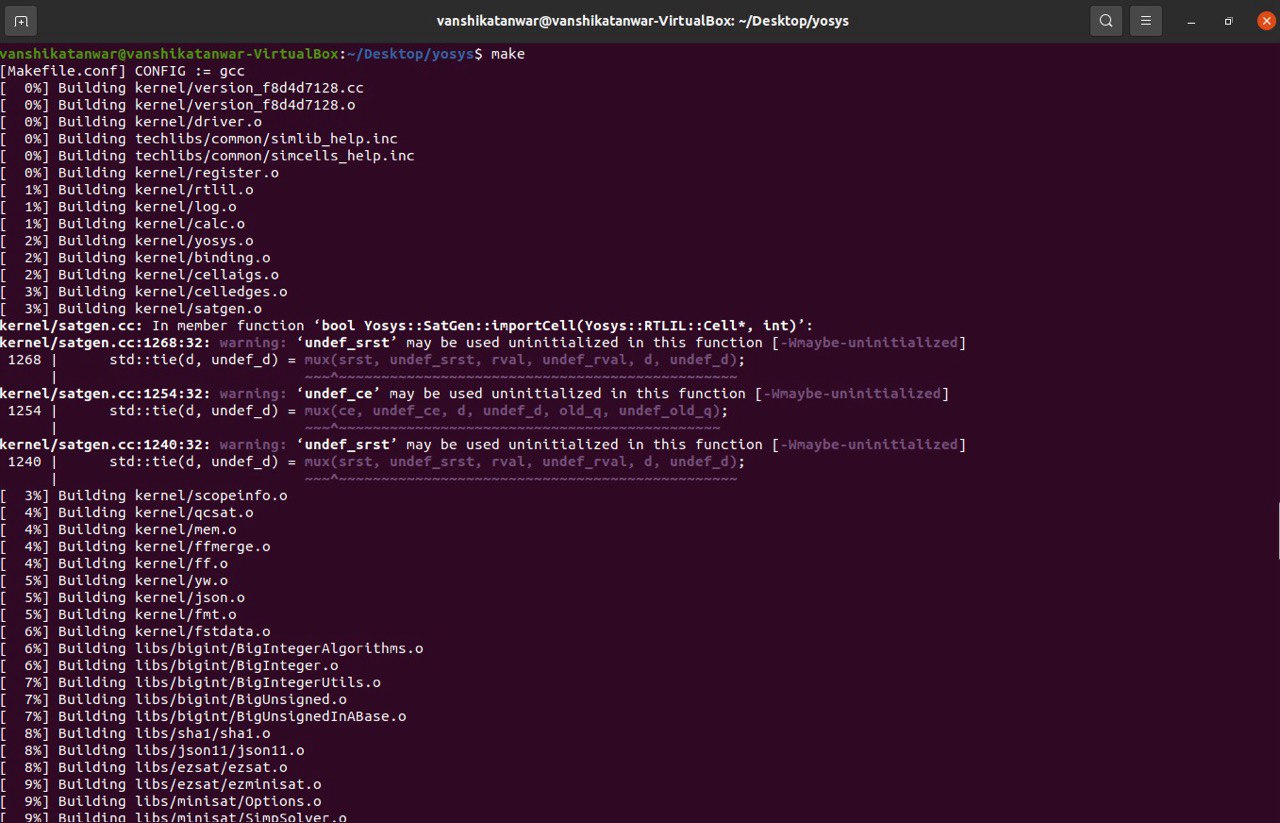 vanshikatanwar@vanshikatanwar-VirtualBox: ~/Desktop/yosys
vanshikatanwar@vanshikatanwar-VirtualBox:~/Desktop/yosys$ make
[Makefile.conf] CONFIG := gcc
[  0%] Building kernel/version_f8d4d7128.cc
[  0%] Building kernel/version_f8d4d7128.o
[  0%] Building kernel/driver.o
[  0%] Building techlibs/common/simlib_help.inc
[  0%] Building techlibs/common/simcells_help.inc
[  0%] Building kernel/register.o
[  1%] Building kernel/rtlil.o
[  1%] Building kernel/log.o
[  1%] Building kernel/calc.o
[  2%] Building kernel/yosys.o
[  2%] Building kernel/binding.o
[  2%] Building kernel/cellaigs.o
[  3%] Building kernel/celledges.o
[  3%] Building kernel/satgen.o
kernel/satgen.cc: In member function ‘bool Yosys::SatGen::importCell(Yosys::RTLIL::Cell*, int)’:
kernel/satgen.cc:1268:32: warning: ‘undef_srst’ may be used uninitialized in this function [-Wmaybe-uninitialized]
 1268 |      std::tie(d, undef_d) = mux(srst, undef_srst, rval, undef_rval, d, undef_d);
      |                             ~~~^~~~~~~~~~~~~~~~~~~~~~~~~~~~~~~~~~~~~~~~~~~~~~~
kernel/satgen.cc:1254:32: warning: ‘undef_ce’ may be used uninitialized in this function [-Wmaybe-uninitialized]
 1254 |      std::tie(d, undef_d) = mux(ce, undef_ce, d, undef_d, old_q, undef_old_q);
      |                             ~~~^~~~~~~~~~~~~~~~~~~~~~~~~~~~~~~~~~~~~~~~~~~~~
kernel/satgen.cc:1240:32: warning: ‘undef_srst’ may be used uninitialized in this function [-Wmaybe-uninitialized]
 1240 |      std::tie(d, undef_d) = mux(srst, undef_srst, rval, undef_rval, d, undef_d);
      |                             ~~~^~~~~~~~~~~~~~~~~~~~~~~~~~~~~~~~~~~~~~~~~~~~~~~
[  3%] Building kernel/scopeinfo.o
[  4%] Building kernel/qcsat.o
[  4%] Building kernel/mem.o
[  4%] Building kernel/ffmerge.o
[  4%] Building kernel/ff.o
[  5%] Building kernel/yw.o
[  5%] Building kernel/json.o
[  5%] Building kernel/fmt.o
[  6%] Building kernel/fstdata.o
[  6%] Building libs/bigint/BigIntegerAlgorithms.o
[  6%] Building libs/bigint/BigInteger.o
[  7%] Building libs/bigint/BigIntegerUtils.o
[  7%] Building libs/bigint/BigUnsigned.o
[  7%] Building libs/bigint/BigUnsignedInABase.o
[  8%] Building libs/sha1/sha1.o
[  8%] Building libs/json11/json11.o
[  8%] Building libs/ezsat/ezsat.o
[  9%] Building libs/ezsat/ezminisat.o
[  9%] Building libs/minisat/Options.o
[  9%] Building libs/minisat/SimpSolver.o